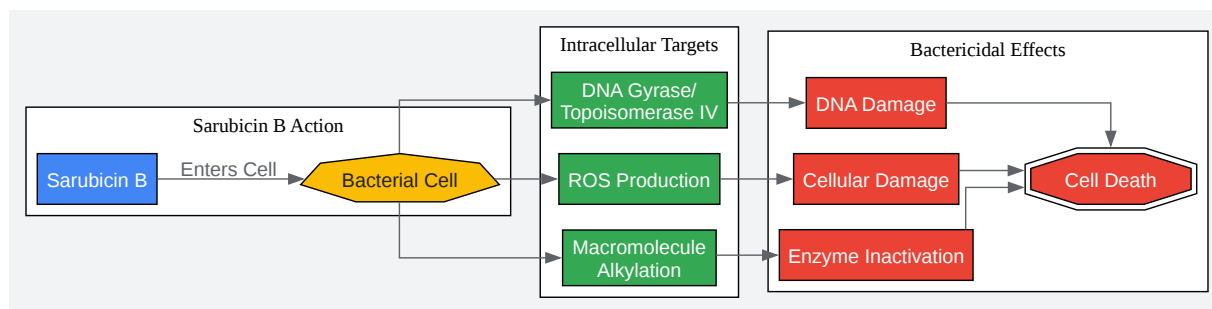 Sarubicin B Action
Sarubicin B
Enters Cell
Bacterial Cell
Intracellular Targets
DNA Gyrase/
Topoisomerase IV
ROS Production
Macromolecule
Alkylation
Bactericidal Effects
DNA Damage
Cellular Damage
Enzyme Inactivation
Cell Death